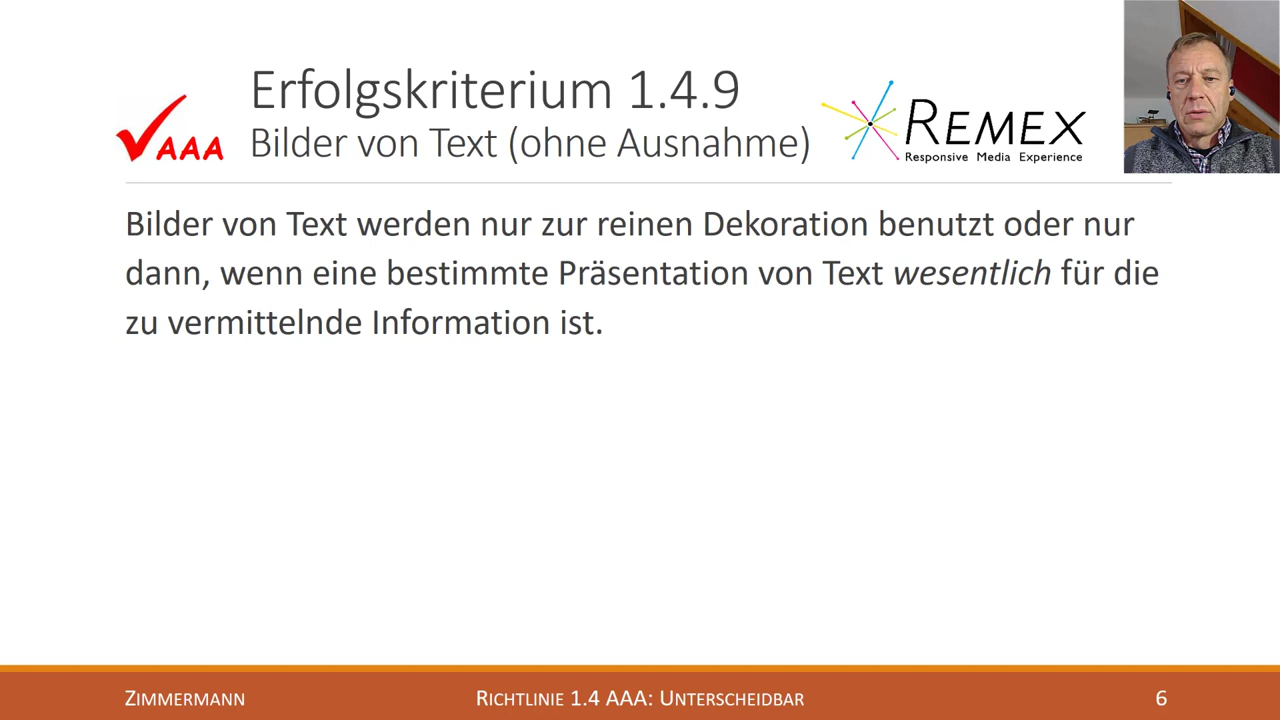 Erfolgskriterium 1.4.9
AAA
Bilder von Text (ohne Ausnahme)
REMEX
Responsive Media Experience
Bilder von Text werden nur zur reinen Dekoration benutzt oder nur
dann, wenn eine bestimmte Präsentation von Text wesentlich für die
zu vermittelnde Information ist.
ZIMMERMANN
RICHTLINIE 1.4 AAA: UNTERSCHEIDBAR
6